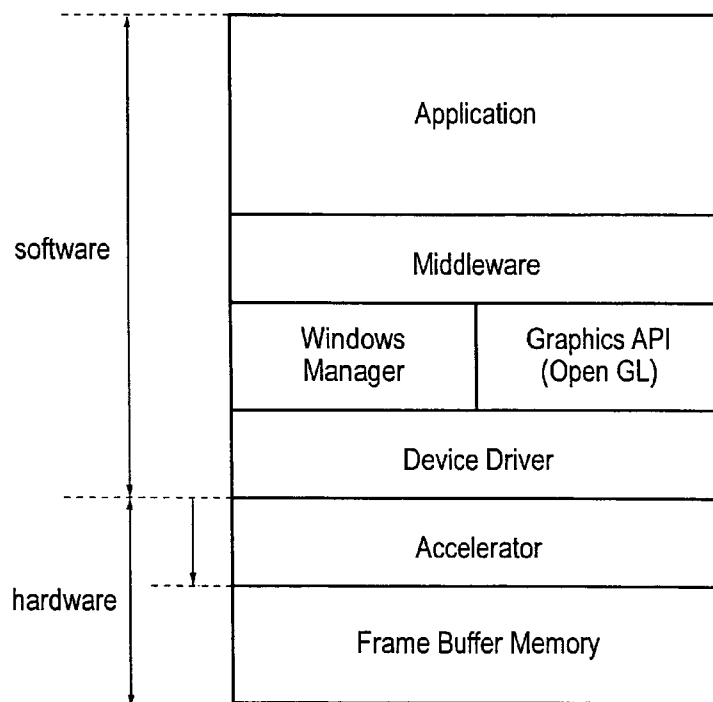 Application
software
Middleware
Windows
Manager
Graphics API
(Open GL)
Device Driver
Accelerator
hardware
Frame Buffer Memory